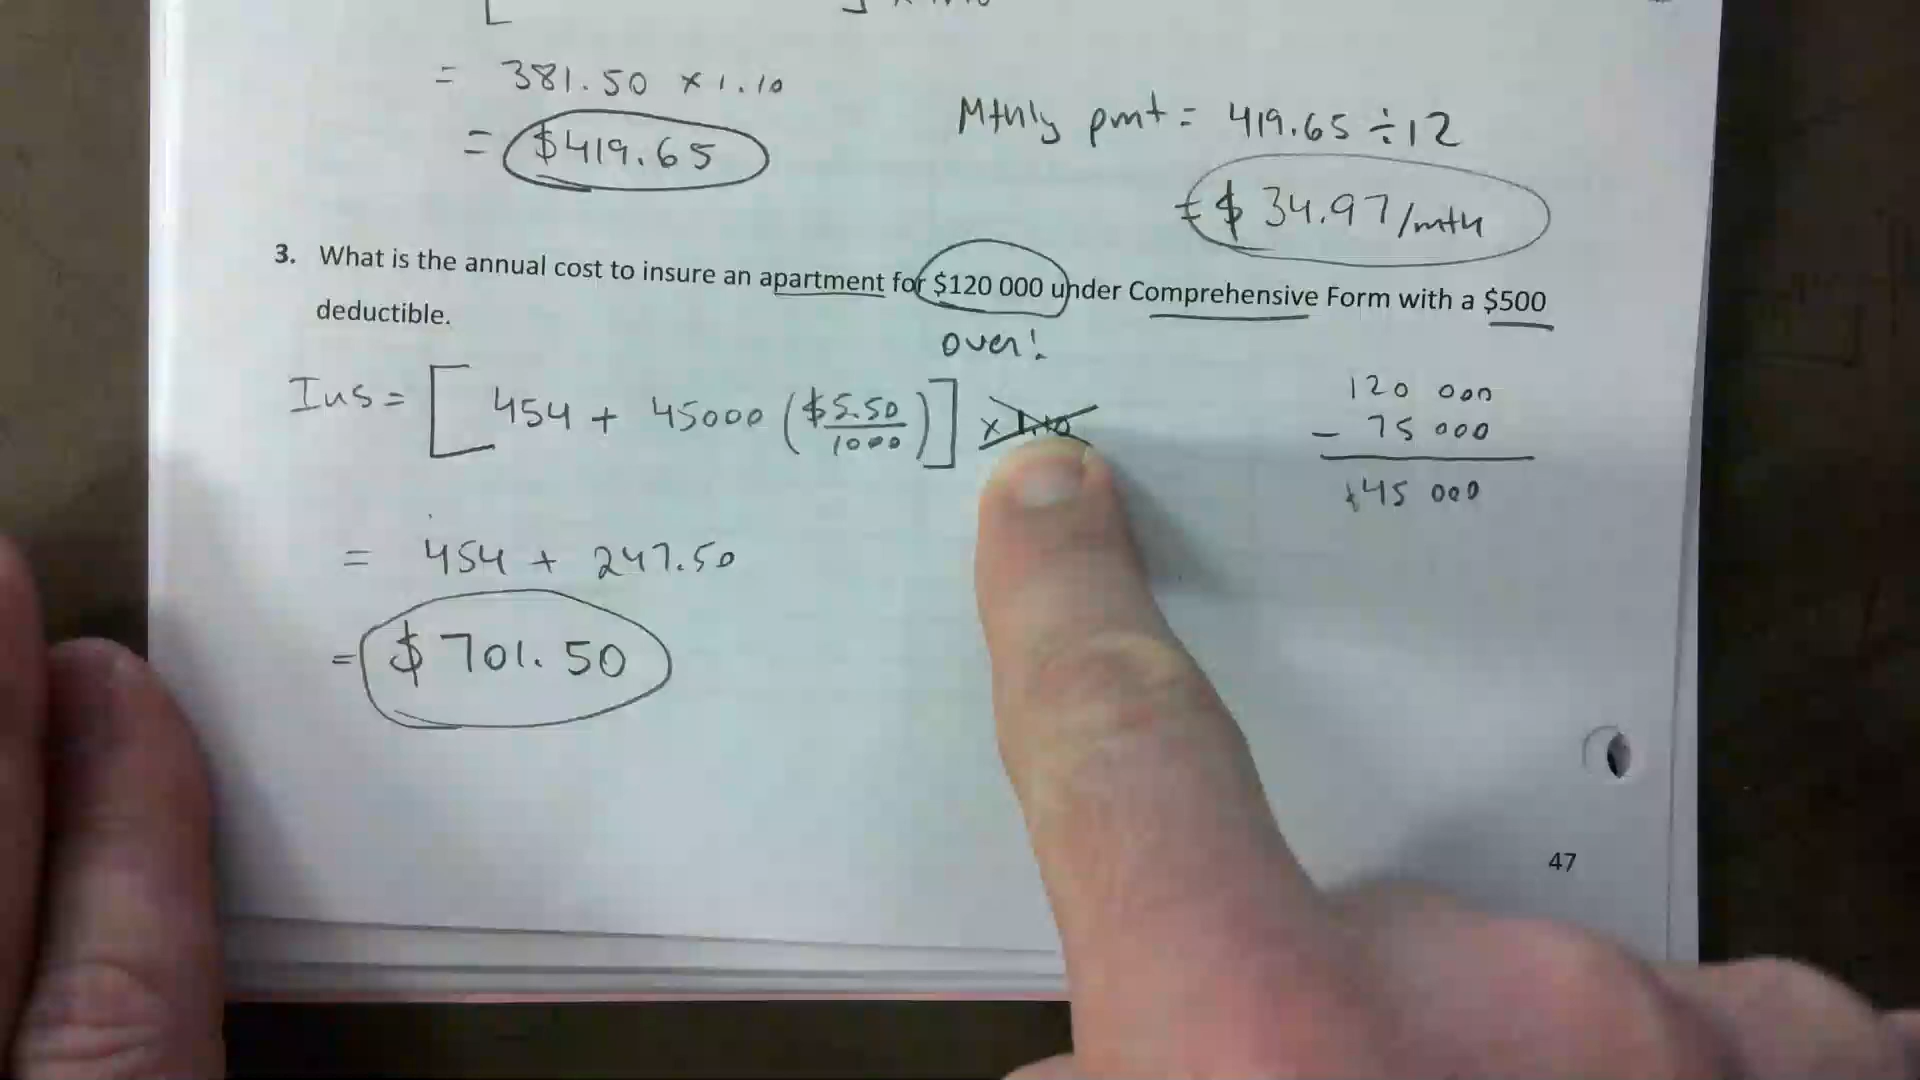 = 381.50 x 1.10
= $419.65
Mthly pmt = 419.65 ÷ 12
= $ 34.97/mth
3. What is the annual cost to insure an apartment for $120 000 under Comprehensive Form with a $500
deductible.
over!
Ins = [ 454 + 45000 ( $5.50 / 1000 ) ] x 1.10
120 000
- 75 000
45 000
= 454 + 247.50
= $ 701.50
47